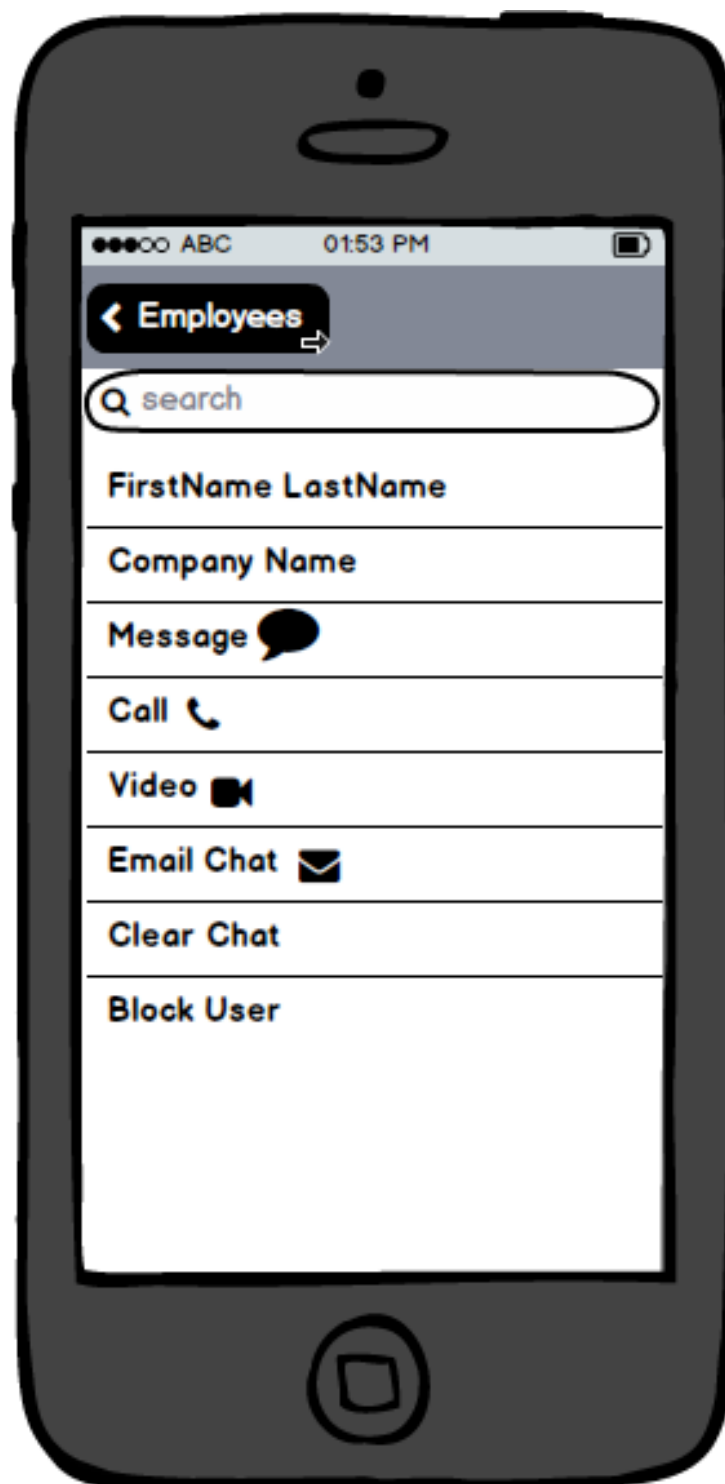 ABC 01:53 PM
Employees
search
FirstName LastName
Company Name
Message
Call
Video
Email Chat
Clear Chat
Block User